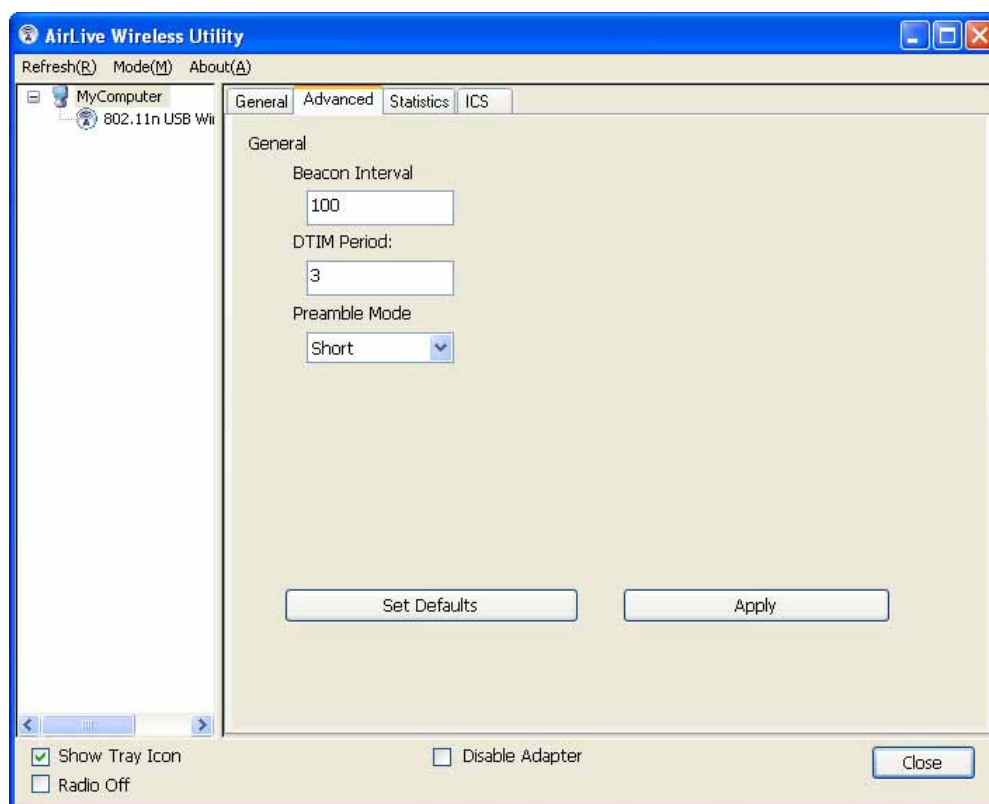 AirLive Wireless Utility
Refresh(R) Mode(M) About(A)
MyComputer
802.11n USB Wi
General Advanced Statistics ICS
General
Beacon Interval
100
DTIM Period:
3
Preamble Mode
Short
Set Defaults Apply
Show Tray Icon Disable Adapter Close
Radio Off